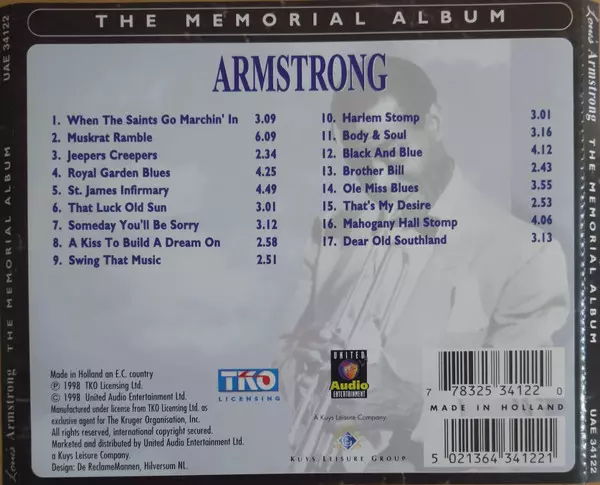 THE MEMORIAL ALBUM
ARMSTRONG
1. When The Saints Go Marchin' In 3.09
2. Muskrat Ramble 6.09
3. Jeepers Creepers 2.34
4. Royal Garden Blues 4.25
5. St. James Infirmary 4.49
6. That Luck Old Sun 3.01
7. Someday You'll Be Sorry 3.12
8. A Kiss To Build A Dream On 2.58
9. Swing That Music 2.51
10. Harlem Stomp 3.01
11. Body & Soul 3.16
12. Black And Blue 4.12
13. Brother Bill 2.43
14. Ole Miss Blues 3.55
15. That's My Desire 2.53
16. Mahogany Hall Stomp 4.06
17. Dear Old Southland 3.13
Made in Holland an E.C. country
℗ 1998 TKO Licensing Ltd.
© 1998 United Audio Entertainment Ltd.
Manufactured under license from TKO Licensing Ltd. as
exclusive agent for The Kruger Organisation, Inc.
All rights reserved, international copyright secured.
Marketed and distributed by United Audio Entertainment Ltd.
a Kuys Leisure Company.
Design: De ReclameMannen, Hilversum NL.
TKO
LICENSING
UNITED
Audio
ENTERTAINMENT
A Kuys Leisure Company
KUYS LEISURE GROUP
7 78325 34122 0
MADE IN HOLLAND
5 021364 341221
Louis Armstrong THE MEMORIAL ALBUM UAE 34122
Louis Armstrong THE MEMORIAL ALBUM UAE 34122